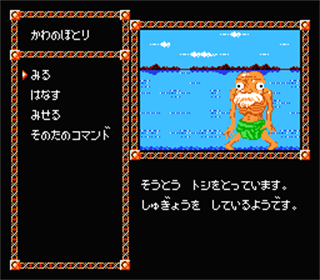 かわのほとり
みる
はなす
みせる
そのたのコマンド
そうとう　トシをとっています。
しゅぎょうを　しているようです。